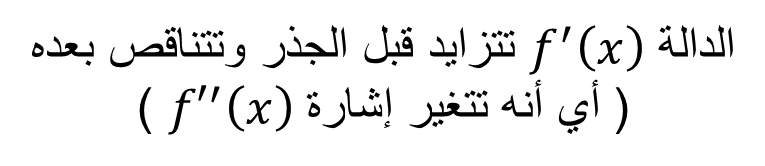 الدالة f′(x) تتزايد قبل الجذر وتتناقص بعده
( أي أنه تتغير إشارة f′′(x) )